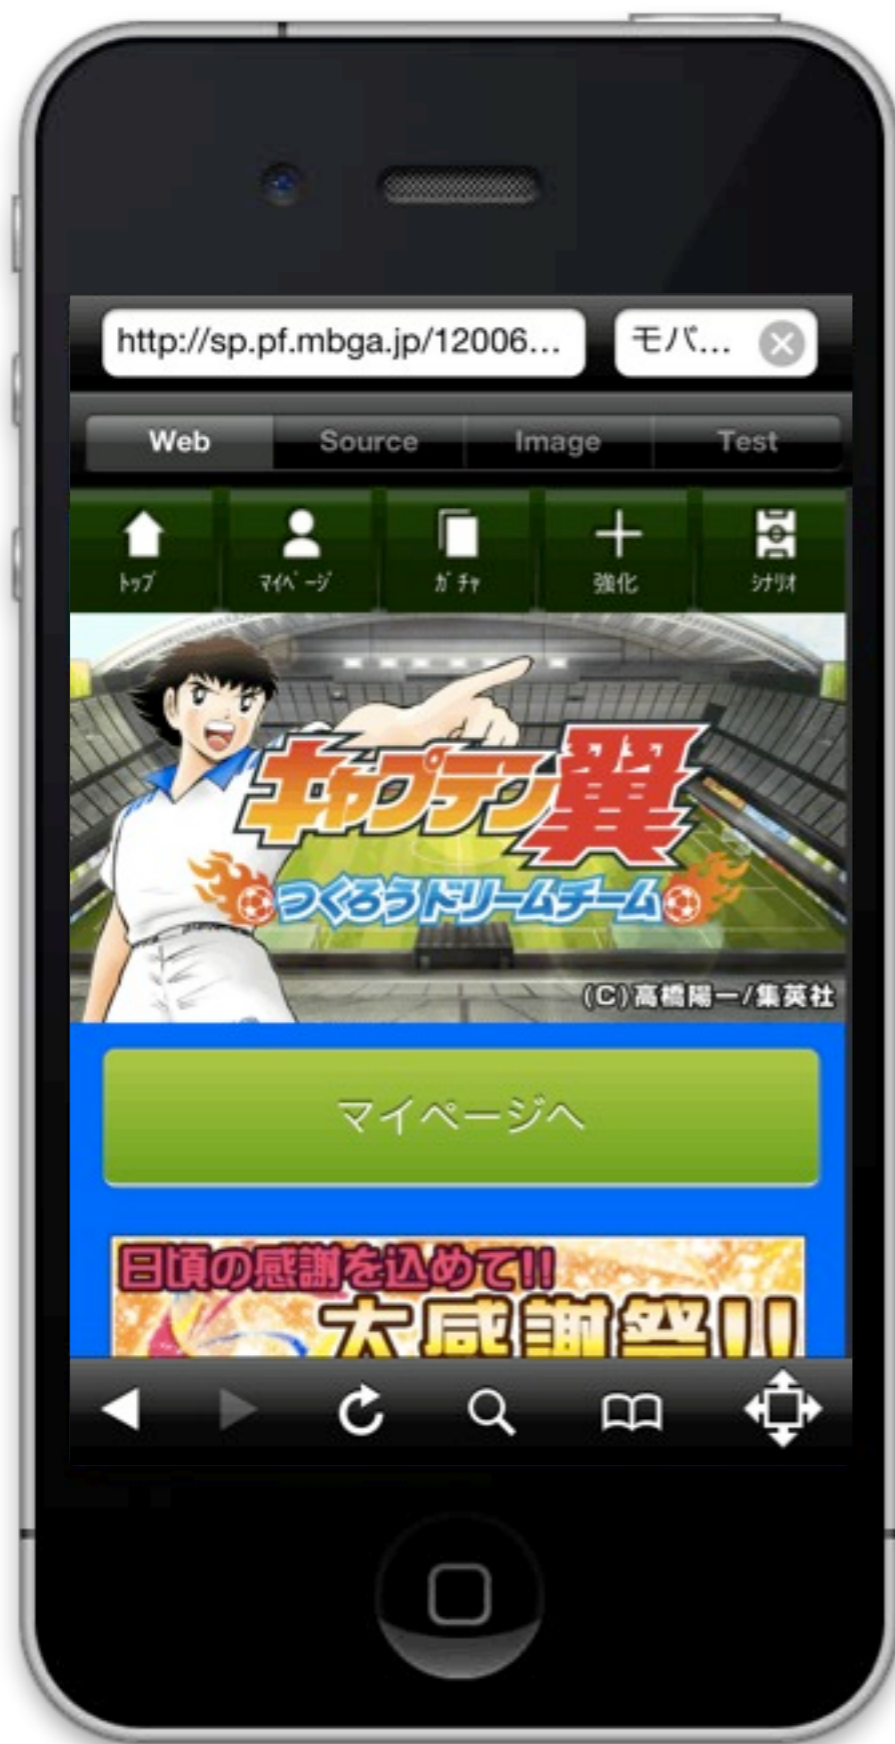 http://sp.pf.mbga.jp/12006...
モバ...
Web
Source
Image
Test
ﾄｯﾌﾟ
ﾏｲﾍﾟｰｼﾞ
ｶﾞﾁｬ
強化
ｼﾅﾘｵ
キャプテン翼
つくろうドリームチーム
(C)高橋陽一/集英社
マイページへ
日頃の感謝を込めて!!
大感謝祭!!